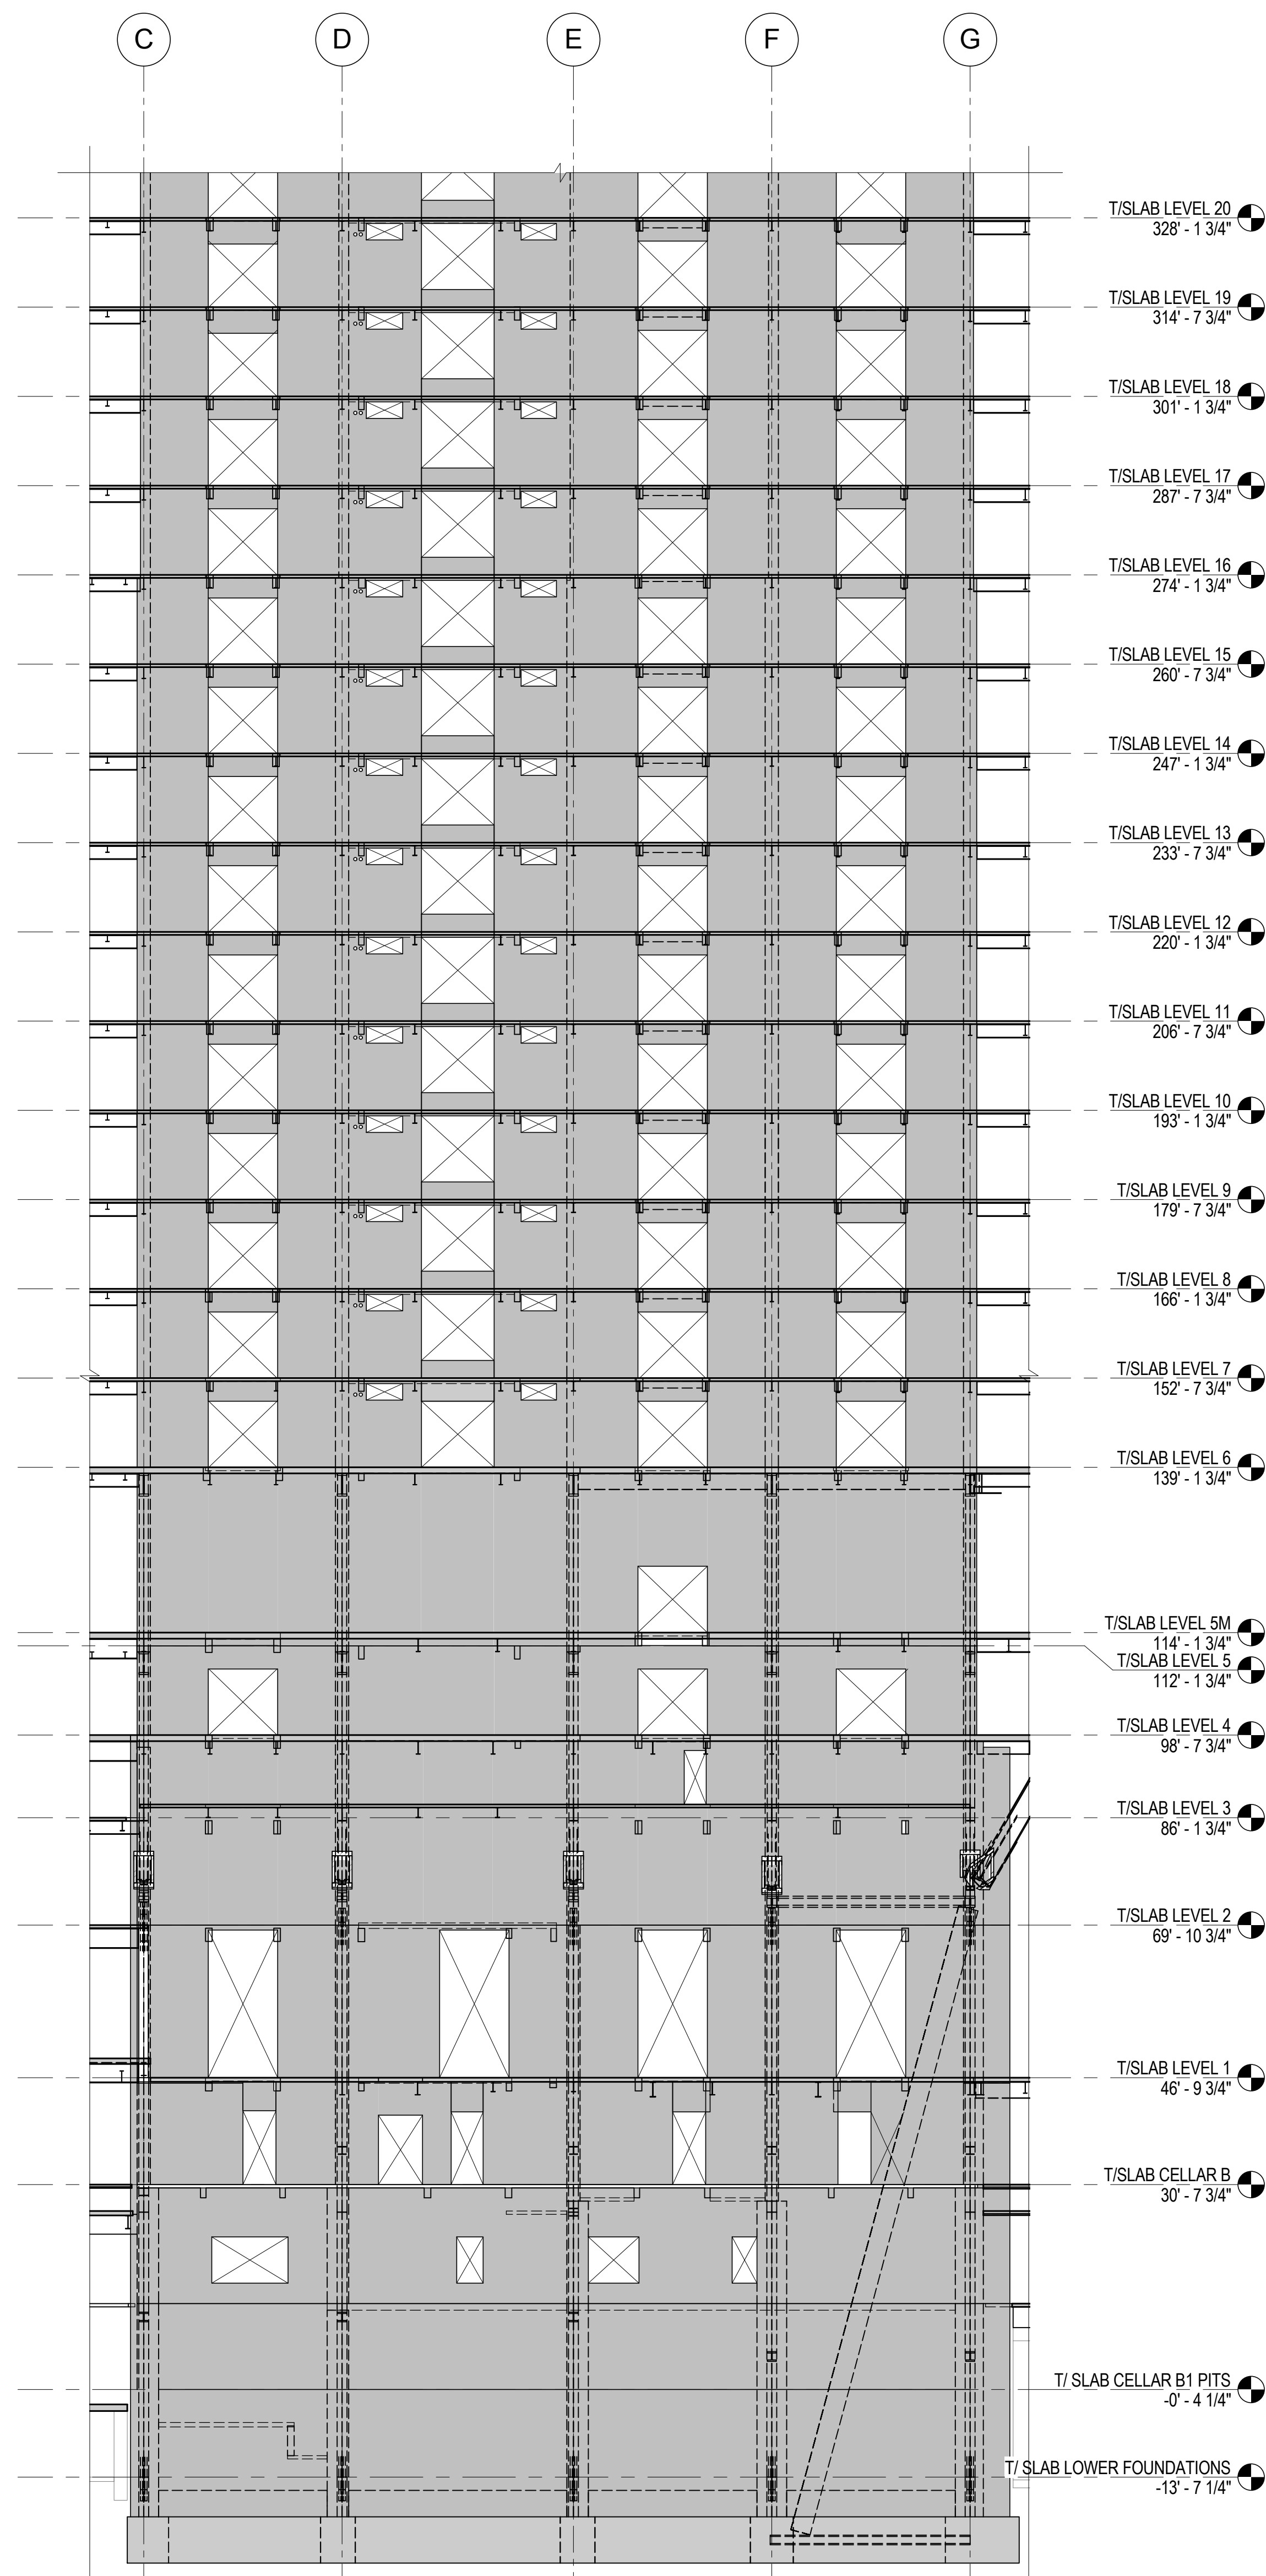 C D E F G
T/SLAB LEVEL 20
328' - 1 3/4"
T/SLAB LEVEL 19
314' - 7 3/4"
T/SLAB LEVEL 18
301' - 1 3/4"
T/SLAB LEVEL 17
287' - 7 3/4"
T/SLAB LEVEL 16
274' - 1 3/4"
T/SLAB LEVEL 15
260' - 7 3/4"
T/SLAB LEVEL 14
247' - 1 3/4"
T/SLAB LEVEL 13
233' - 7 3/4"
T/SLAB LEVEL 12
220' - 1 3/4"
T/SLAB LEVEL 11
206' - 7 3/4"
T/SLAB LEVEL 10
193' - 1 3/4"
T/SLAB LEVEL 9
179' - 7 3/4"
T/SLAB LEVEL 8
166' - 1 3/4"
T/SLAB LEVEL 7
152' - 7 3/4"
T/SLAB LEVEL 6
139' - 1 3/4"
T/SLAB LEVEL 5M
114' - 1 3/4"
T/SLAB LEVEL 5
112' - 1 3/4"
T/SLAB LEVEL 4
98' - 7 3/4"
T/SLAB LEVEL 3
86' - 1 3/4"
T/SLAB LEVEL 2
69' - 10 3/4"
T/SLAB LEVEL 1
46' - 9 3/4"
T/SLAB CELLAR B
30' - 7 3/4"
T/ SLAB CELLAR B1 PITS
-0' - 4 1/4"
T/ SLAB LOWER FOUNDATIONS
-13' - 7 1/4"